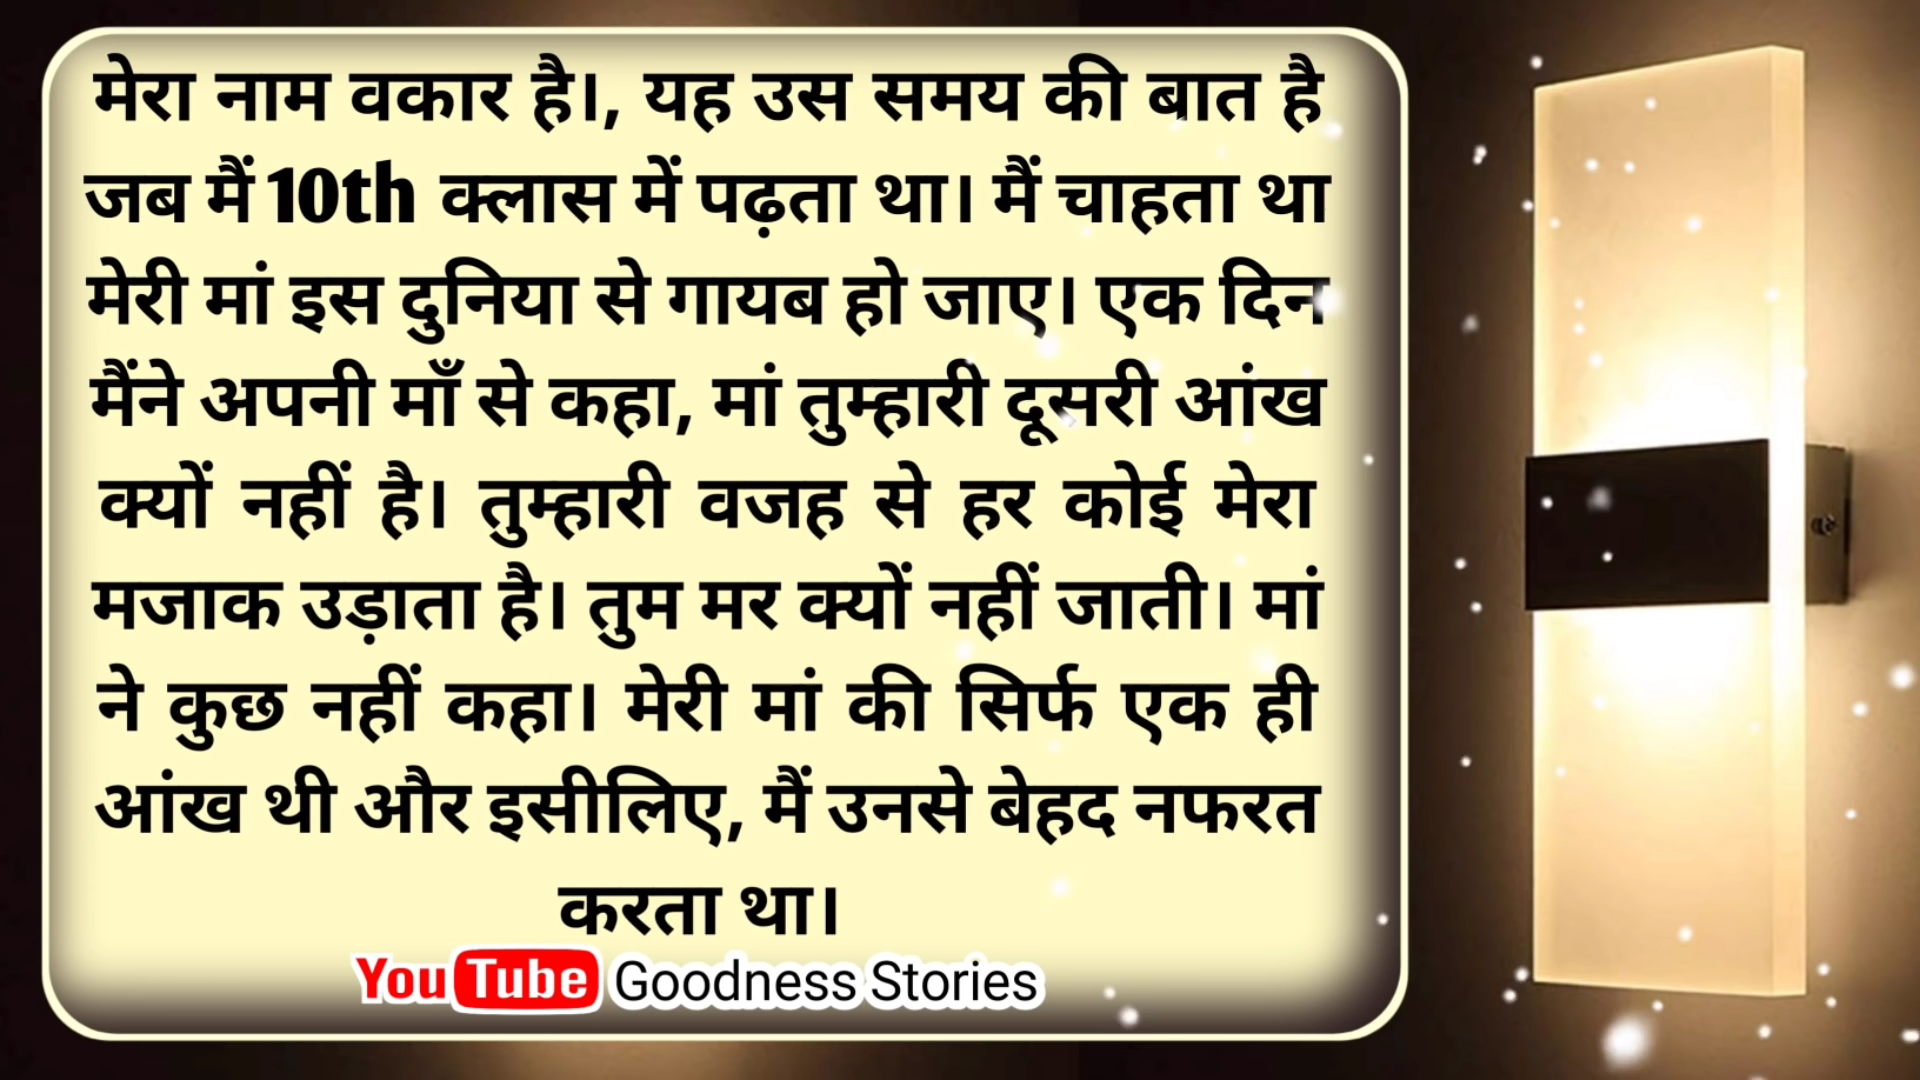 मेरा नाम वकार है।, यह उस समय की बात है
जब मैं 10th क्लास में पढ़ता था। मैं चाहता था
मेरी मां इस दुनिया से गायब हो जाए। एक दिन
मैंने अपनी माँ से कहा, मां तुम्हारी दूसरी आंख
क्यों नहीं है। तुम्हारी वजह से हर कोई मेरा
मजाक उड़ाता है। तुम मर क्यों नहीं जाती। मां
ने कुछ नहीं कहा। मेरी मां की सिर्फ एक ही
आंख थी और इसीलिए, मैं उनसे बेहद नफरत
करता था।
YouTube Goodness Stories